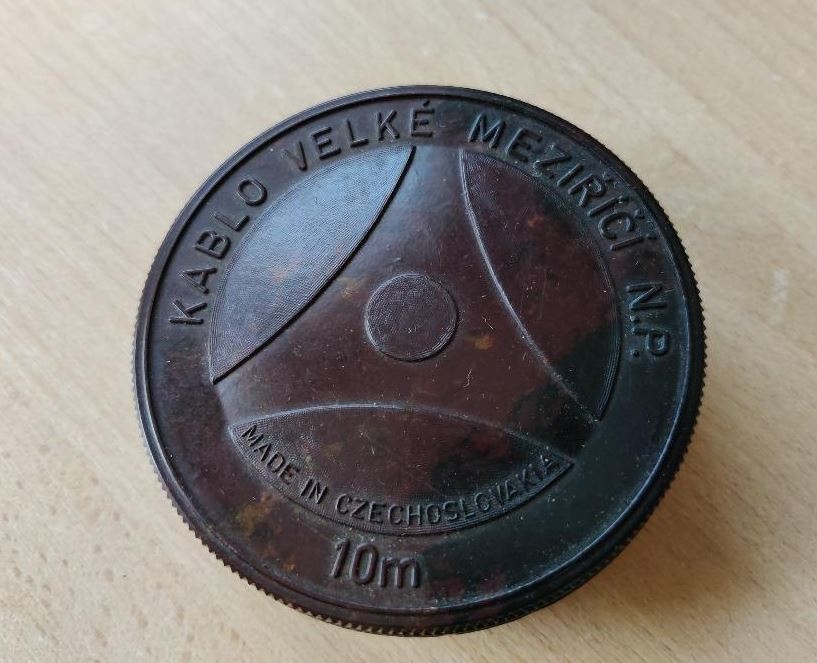 KABLO VELKÉ MEZIŘÍČÍ N.P.
MADE IN CZECHOSLOVAKIA
10m